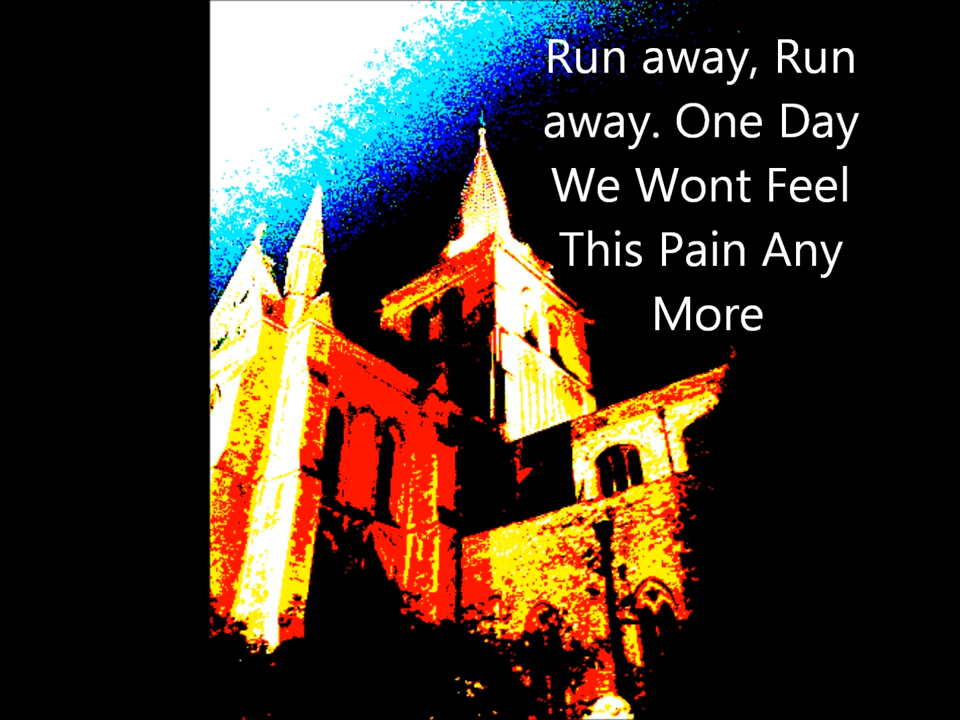 Run away, Run
away. One Day
We Wont Feel
This Pain Any
More